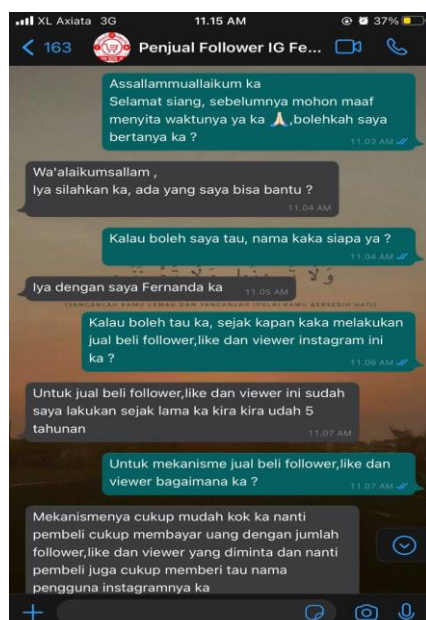 XL Axiata 3G 11.15 AM 37%
163 Penjual Follower IG Fe...
Assallammuallaikum ka
Selamat siang, sebelumnya mohon maaf
menyita waktunya ya ka 🙏🏻,bolehkah saya
bertanya ka ?
11.03 AM
Wa'alaikumsallam ,
Iya silahkan ka, ada yang saya bisa bantu ?
11.04 AM
Kalau boleh saya tau, nama kaka siapa ya ?
11.04 AM
Iya dengan saya Fernanda ka 11.05 AM
(JANGANLAH KAMU LEMAH DAN JANGANLAH (PULA) KAMU BERSEDIH HATI)
Kalau boleh tau ka, sejak kapan kaka melakukan
jual beli follower,like dan viewer instagram ini
ka ?
11.06 AM
Untuk jual beli follower,like dan viewer ini sudah
saya lakukan sejak lama ka kira kira udah 5
tahunan
11.07 AM
Untuk mekanisme jual beli follower,like dan
viewer bagaimana ka ?
11.07 AM
Mekanismenya cukup mudah kok ka nanti
pembeli cukup membayar uang dengan jumlah
follower,like dan viewer yang diminta dan nanti
pembeli juga cukup memberi tau nama
pengguna instagramnya ka